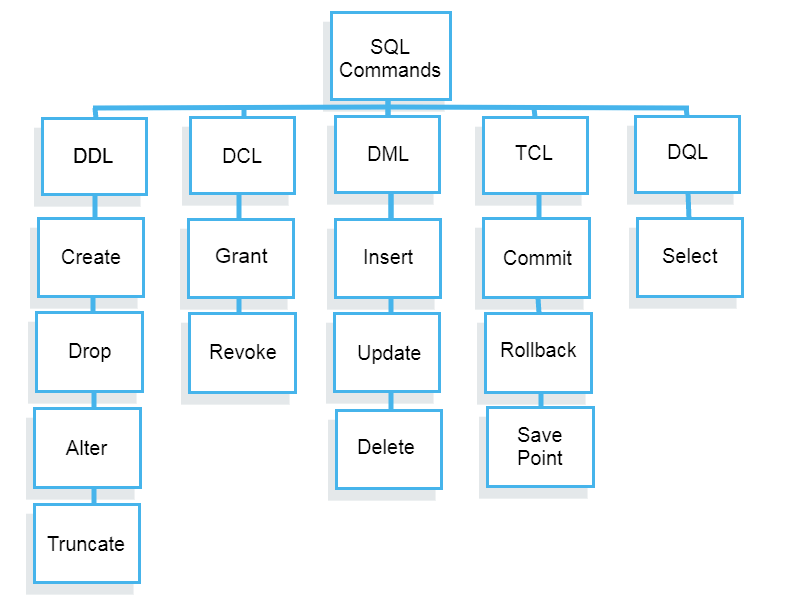 SQL
Commands
DDL
DCL
DML
TCL
DQL
Create
Grant
Insert
Commit
Select
Drop
Revoke
Update
Rollback
Alter
Delete
Save
Point
Truncate